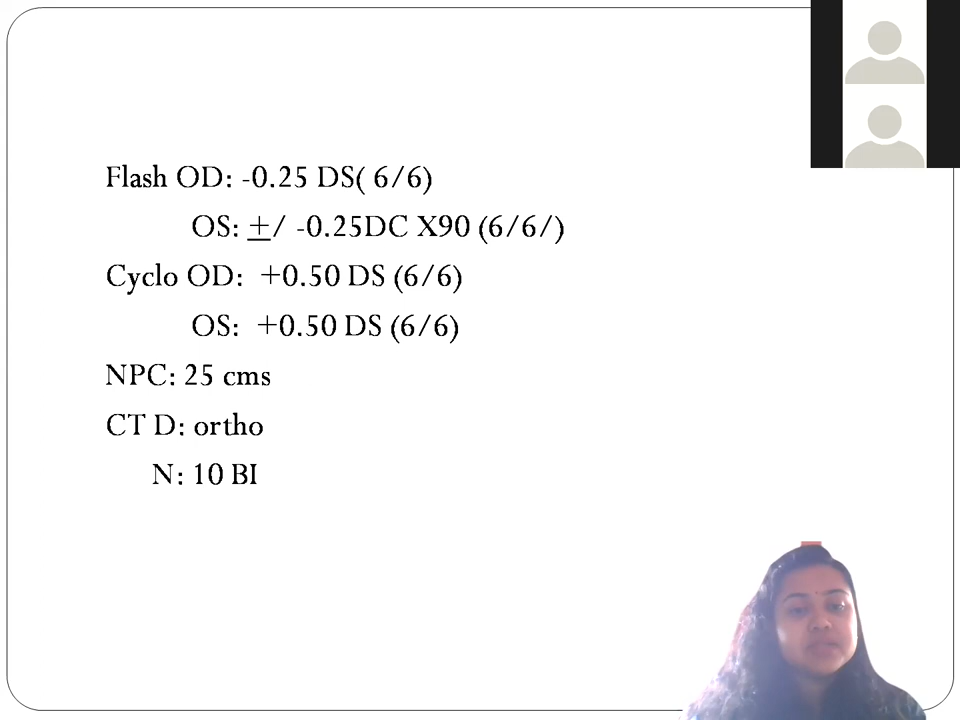 Flash OD: -0.25 DS( 6/6)
OS: ±/ -0.25DC X90 (6/6/)
Cyclo OD: +0.50 DS (6/6)
OS: +0.50 DS (6/6)
NPC: 25 cms
CT D: ortho
N: 10 BI